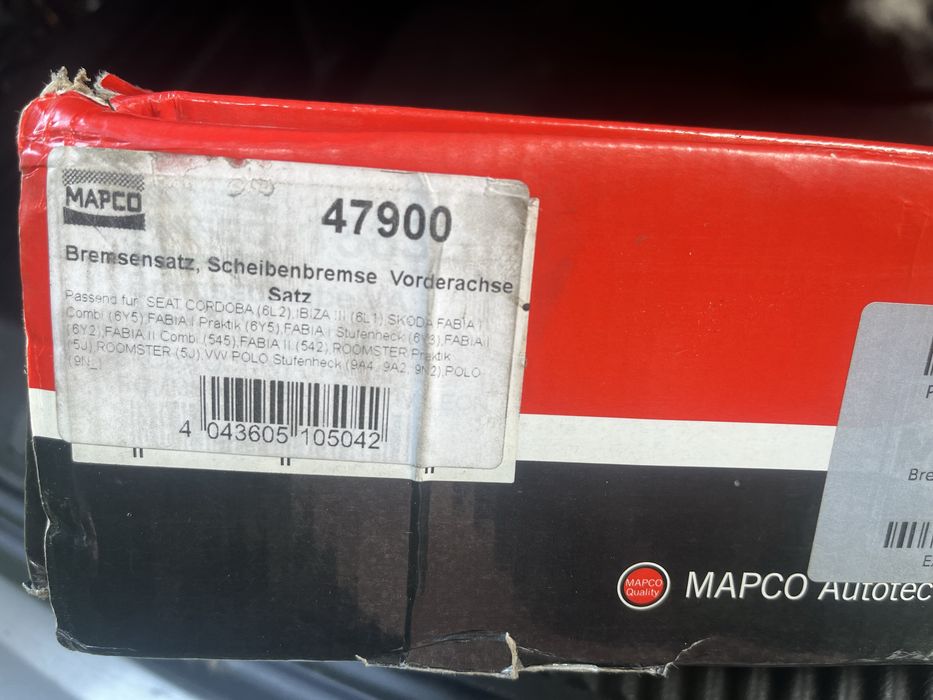 MAPCO
47900
Bremsensatz, Scheibenbremse Vorderachse
Satz
Passend für: SEAT CORDOBA (6L2),IBIZA III (6L1),SKODA FABIA I
Combi (6Y5),FABIA I Praktik (6Y5),FABIA I Stufenheck (6Y3),FABIA I
(6Y2),FABIA II Combi (545),FABIA II (542),ROOMSTER Praktik
(5J),ROOMSTER (5J),VW POLO Stufenheck (9A4, 9A2, 9N2),POLO
(9N_)
4 043605 105042
P
Bre
E
MAPCO
Quality
MAPCO Autotec